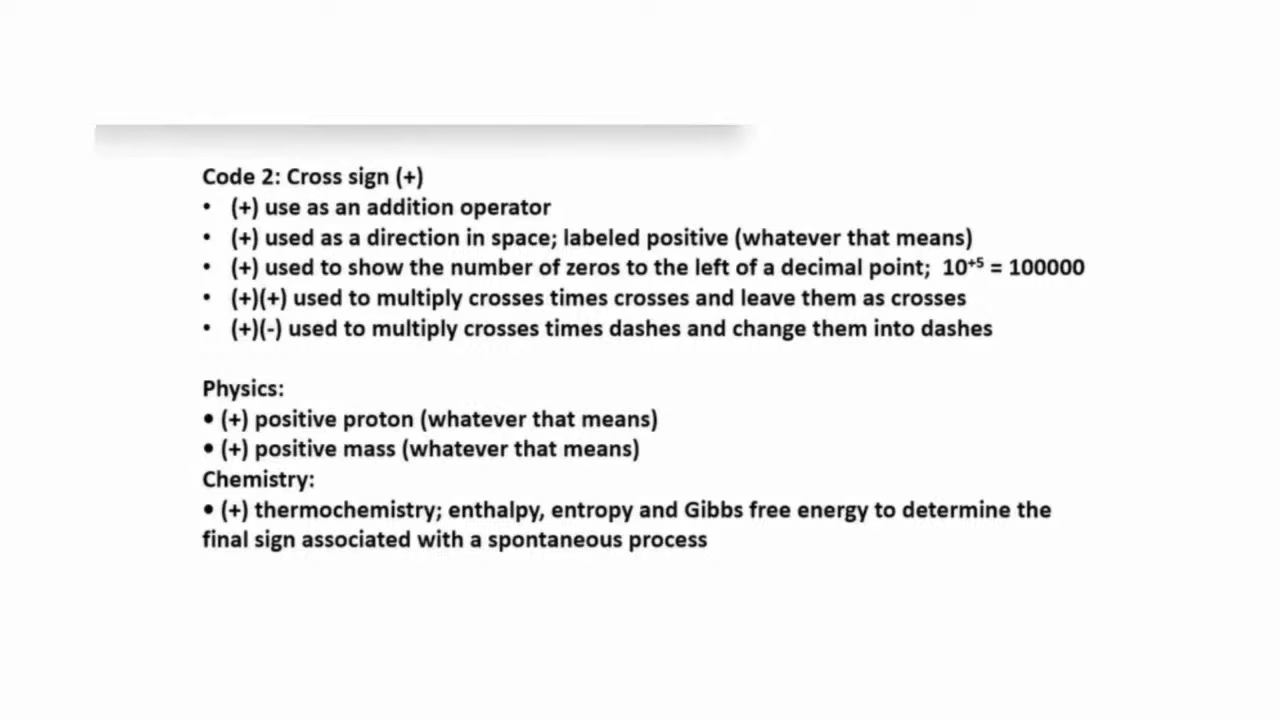 Code 2: Cross sign (+)
• (+) use as an addition operator
• (+) used as a direction in space; labeled positive (whatever that means)
• (+) used to show the number of zeros to the left of a decimal point; 10⁺⁵ = 100000
• (+)(+) used to multiply crosses times crosses and leave them as crosses
• (+)(-) used to multiply crosses times dashes and change them into dashes
Physics:
• (+) positive proton (whatever that means)
• (+) positive mass (whatever that means)
Chemistry:
• (+) thermochemistry; enthalpy, entropy and Gibbs free energy to determine the
final sign associated with a spontaneous process